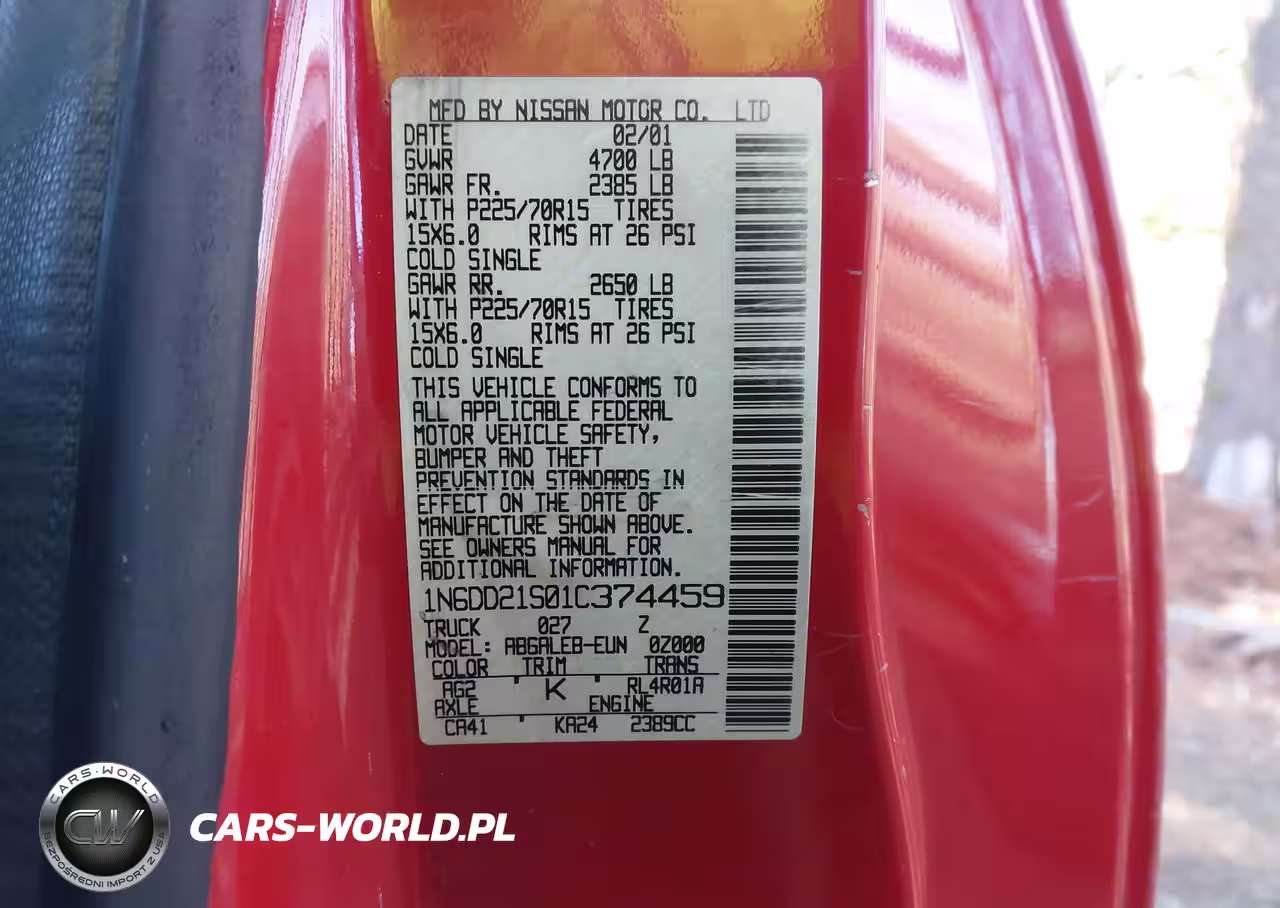 MFD BY NISSAN MOTOR CO. LTD
DATE 02/01
GVWR 4700 LB
GAWR FR. 2385 LB
WITH P225/70R15 TIRES
15X6.0 RIMS AT 26 PSI
COLD SINGLE
GAWR RR. 2650 LB
WITH P225/70R15 TIRES
15X6.0 RIMS AT 26 PSI
COLD SINGLE
THIS VEHICLE CONFORMS TO
ALL APPLICABLE FEDERAL
MOTOR VEHICLE SAFETY,
BUMPER AND THEFT
PREVENTION STANDARDS IN
EFFECT ON THE DATE OF
MANUFACTURE SHOWN ABOVE.
SEE OWNERS MANUAL FOR
ADDITIONAL INFORMATION.
1N6DD21S01C374459
TRUCK 027 Z
MODEL: ABGALEB-EUN 0Z000
COLOR TRIM TRANS
AG2 K RL4R01A
AXLE ENGINE
CA41 KA24 2389CC
CARS-WORLD
CW
BEZPOŚREDNI IMPORT Z USA
CARS-WORLD.PL